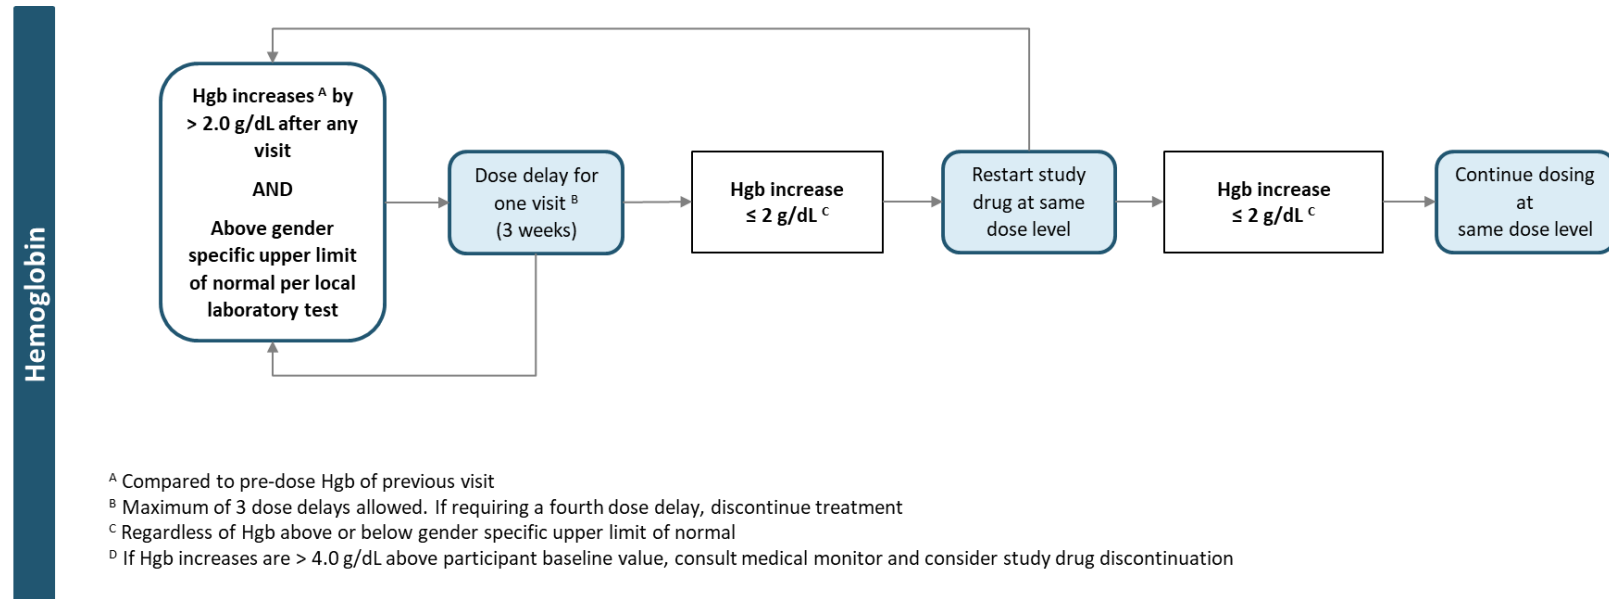 Hemoglobin
Hgb increases A by
> 2.0 g/dL after any
visit
AND
Above gender
specific upper limit
of normal per local
laboratory test
Dose delay for
one visit B
(3 weeks)
Hgb increase
≤ 2 g/dL C
Restart study
drug at same
dose level
Hgb increase
≤ 2 g/dL C
Continue dosing
at
same dose level
A Compared to pre-dose Hgb of previous visit
B Maximum of 3 dose delays allowed. If requiring a fourth dose delay, discontinue treatment
C Regardless of Hgb above or below gender specific upper limit of normal
D If Hgb increases are > 4.0 g/dL above participant baseline value, consult medical monitor and consider study drug discontinuation